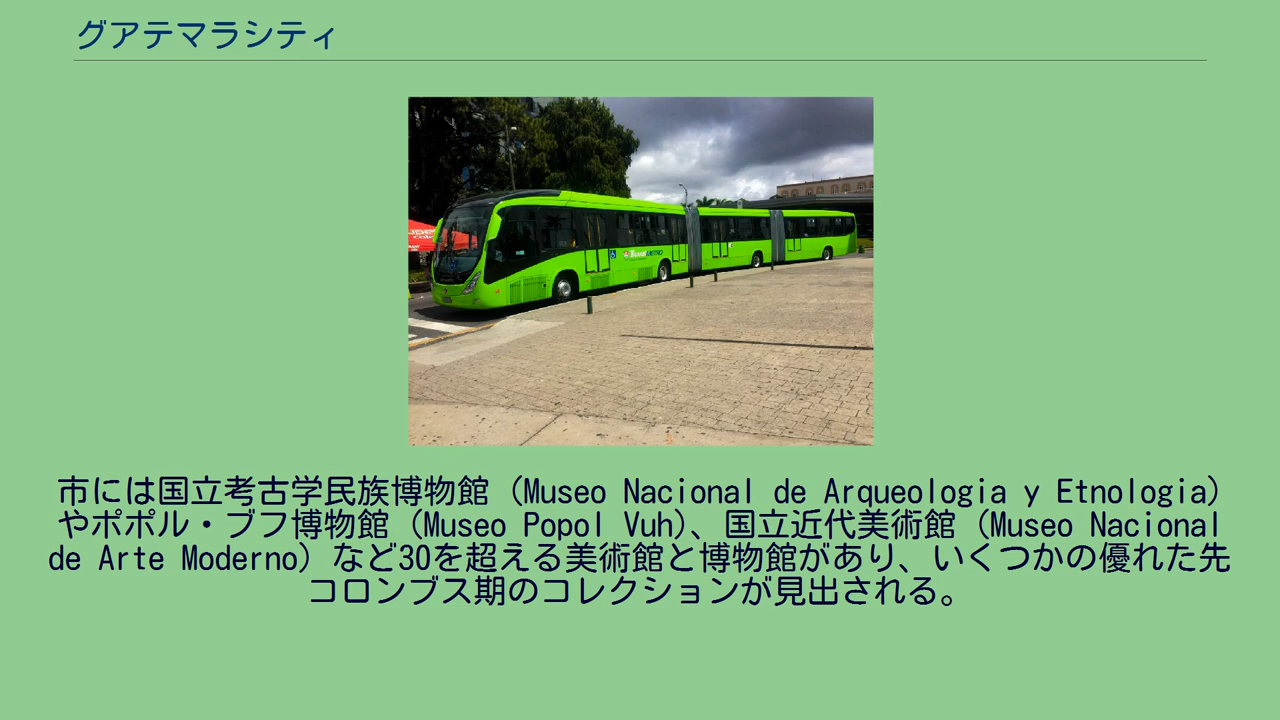 グアテマラシティ
TRANSMETRO
市には国立考古学民族博物館（Museo Nacional de Arqueologia y Etnologia）
やポポル・ブフ博物館（Museo Popol Vuh）、国立近代美術館（Museo Nacional
de Arte Moderno）など30を超える美術館と博物館があり、いくつかの優れた先
コロンブス期のコレクションが見出される。